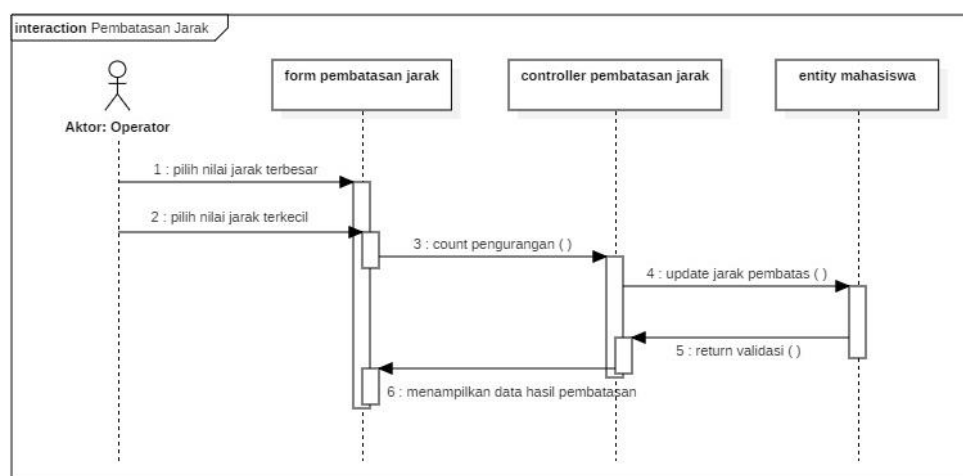 interaction Pembatasan Jarak
form pembatasan jarak
controller pembatasan jarak
entity mahasiswa
Aktor: Operator
1 : pilih nilai jarak terbesar
2 : pilih nilai jarak terkecil
3 : count pengurangan ( )
4 : update jarak pembatas ( )
5 : return validasi ( )
6 : menampilkan data hasil pembatasan